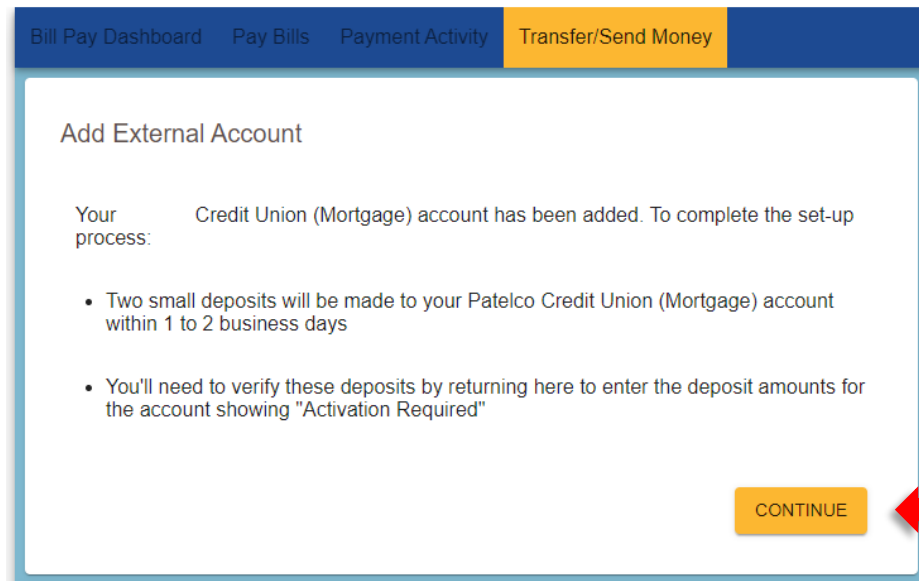 Bill Pay Dashboard Pay Bills Payment Activity Transfer/Send Money
Add External Account
Your Credit Union (Mortgage) account has been added. To complete the set-up
process:
• Two small deposits will be made to your Patelco Credit Union (Mortgage) account
within 1 to 2 business days
• You'll need to verify these deposits by returning here to enter the deposit amounts for
the account showing "Activation Required"
CONTINUE